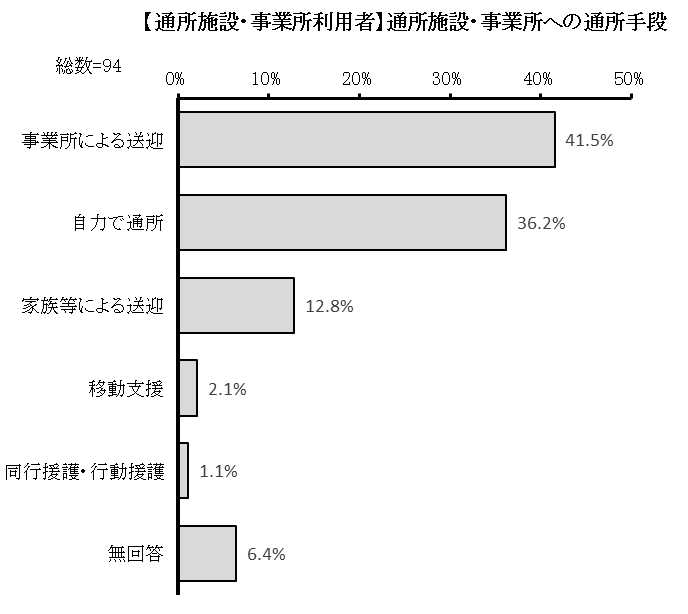 【通所施設・事業所利用者】通所施設・事業所への通所手段
総数=94
0% 10% 20% 30% 40% 50%
事業所による送迎 41.5%
自力で通所 36.2%
家族等による送迎 12.8%
移動支援 2.1%
同行援護・行動援護 1.1%
無回答 6.4%